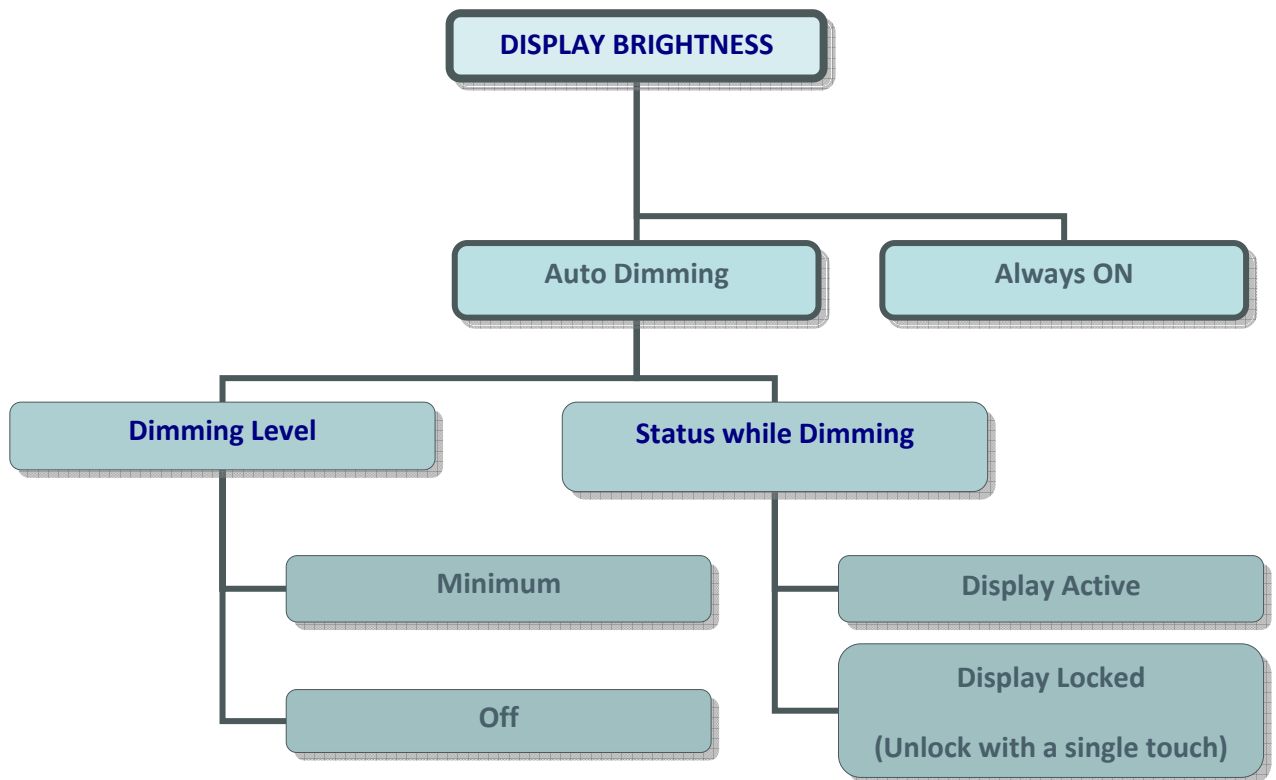 DISPLAY BRIGHTNESS
Auto Dimming
Always ON
Dimming Level
Status while Dimming
Minimum
Display Active
Off
Display Locked
(Unlock with a single touch)